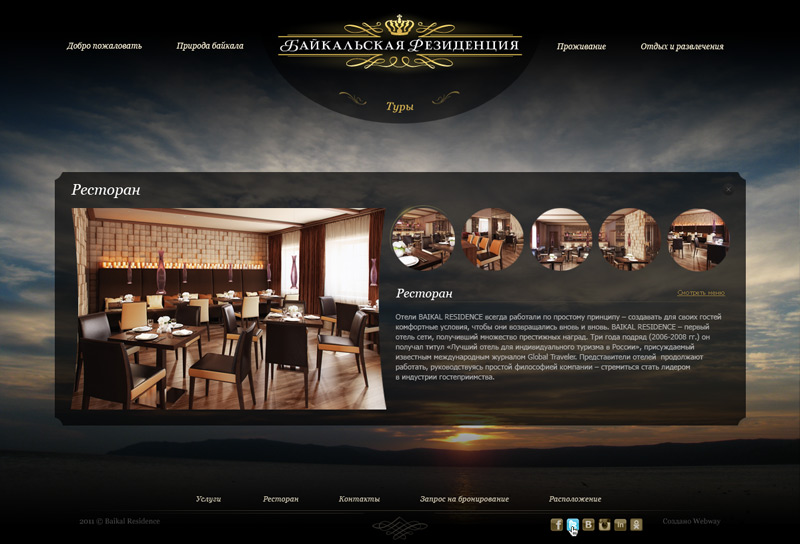 Добро пожаловать
Природа байкала
Байкальская Резиденция
Проживание
Отдых и развлечения
Туры
Ресторан
Ресторан
Смотреть меню
Отели BAIKAL RESIDENCE всегда работали по простому принципу – создавать для своих гостей
комфортные условия, чтобы они возвращались вновь и вновь. BAIKAL RESIDENCE – первый
отель сети, получивший множество престижных наград. Три года подряд (2006-2008 гг.) он
получал титул «Лучший отель для индивидуального туризма в России», присуждаемый
известным международным журналом Global Traveler. Представители отелей продолжают
работать, руководствуясь простой философией компании – стремиться стать лидером
в индустрии гостеприимства.
Услуги
Ресторан
Контакты
Запрос на бронирование
Расположение
2011 © Baikal Residence
f
B
in
Создано Webway